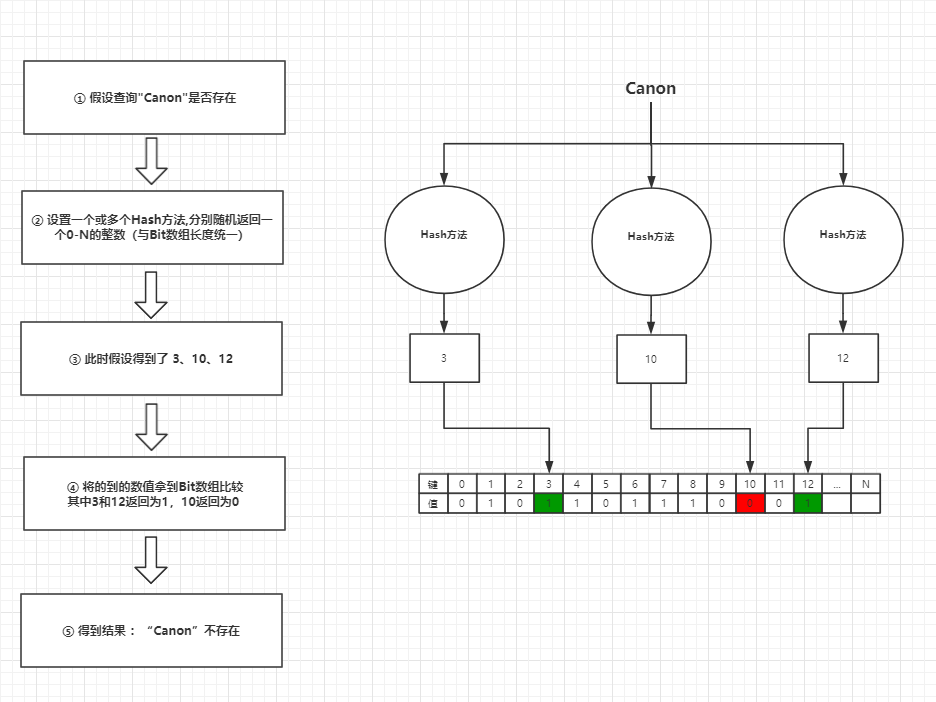 ① 假设查询"Canon"是否存在
② 设置一个或多个Hash方法,分别随机返回一
个0-N的整数（与Bit数组长度统一）
③ 此时假设得到了 3、10、12
④ 将的到的数值拿到Bit数组比较
其中3和12返回为1，10返回为0
⑤ 得到结果： “Canon”不存在
Canon
Hash方法 Hash方法 Hash方法
3 10 12
键 0 1 2 3 4 5 6 7 8 9 10 11 12 ... N
值 0 1 0 1 1 0 1 1 1 0 0 0 1